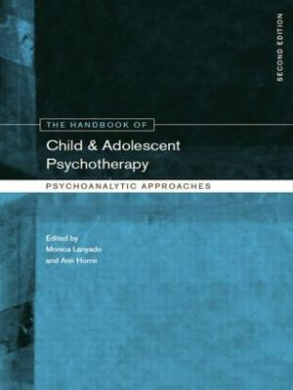 SECOND EDITION
THE HANDBOOK OF
Child & Adolescent
Psychotherapy
PSYCHOANALYTIC APPROACHES
Edited by
Monica Lanyado
and Ann Horne